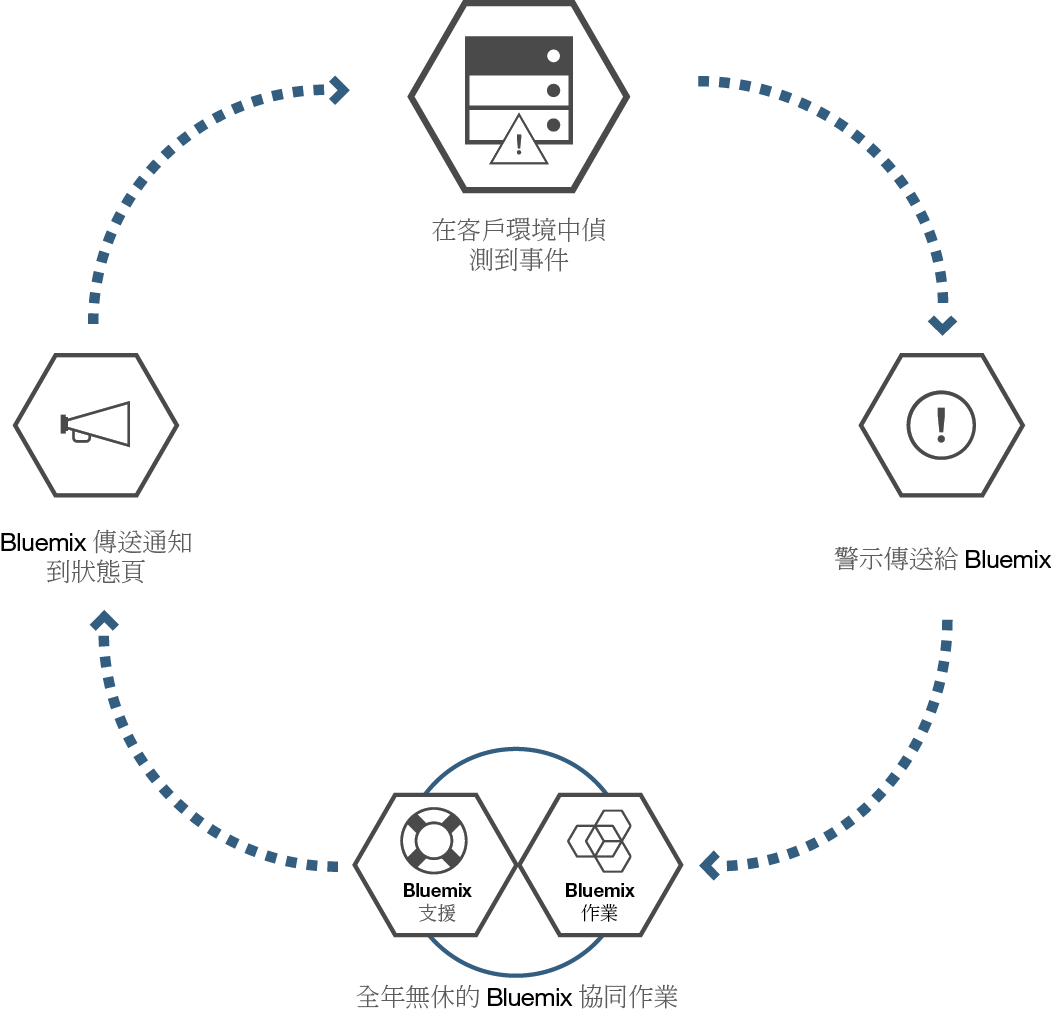 在客戶環境中偵
測到事件
Bluemix 傳送通知
到狀態頁
警示傳送給 Bluemix
Bluemix
支援
Bluemix
作業
全年無休的 Bluemix 協同作業